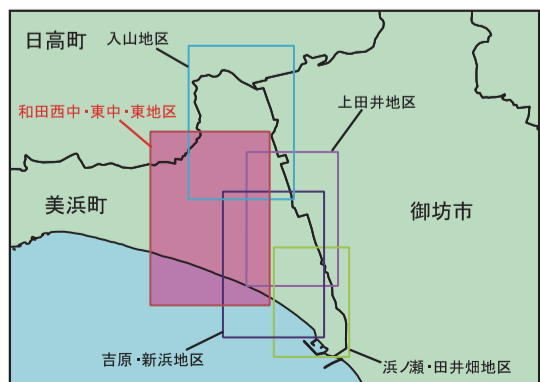 日高町
入山地区
上田井地区
和田西中・東中・東地区
美浜町
御坊市
吉原・新浜地区
浜ノ瀬・田井畑地区